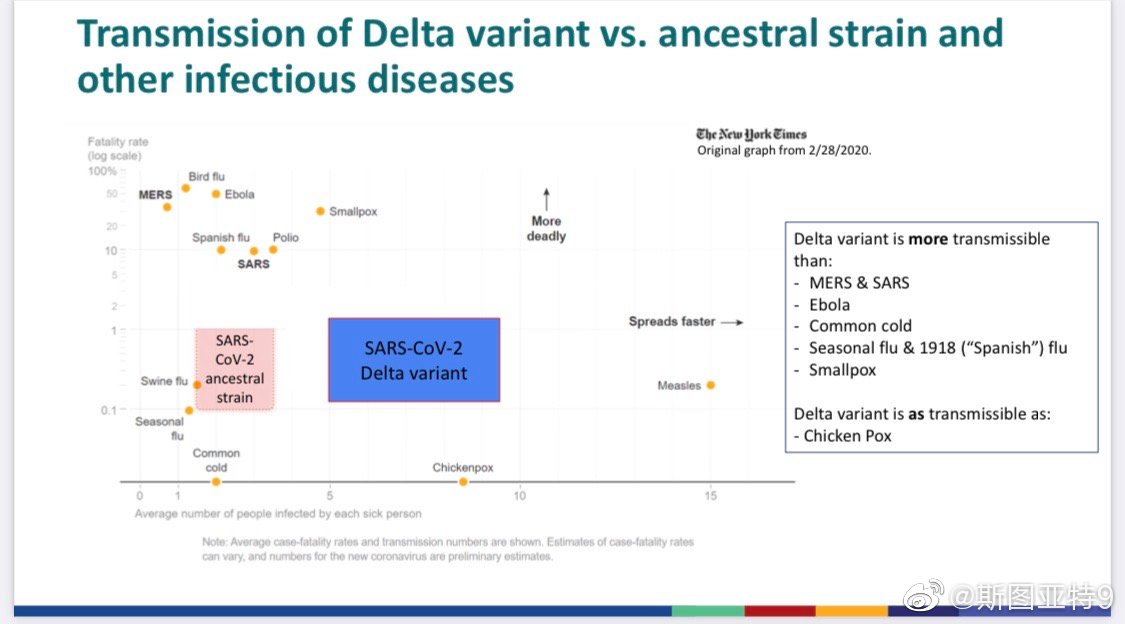 Transmission of Delta variant vs. ancestral strain and
other infectious diseases
The New York Times
Original graph from 2/28/2020.
Fatality rate
(log scale)
100%
50
20
10
5
2
1
0.1
Bird flu
MERS
Ebola
Smallpox
Spanish flu
Polio
SARS
More
deadly
Spreads faster
SARS-
CoV-2
ancestral
strain
SARS-CoV-2
Delta variant
Swine flu
Seasonal
flu
Common
cold
Measles
Chickenpox
0
1
5
10
15
Average number of people infected by each sick person
Note: Average case-fatality rates and transmission numbers are shown. Estimates of case-fatality rates
can vary, and numbers for the new coronavirus are preliminary estimates.
Delta variant is more transmissible
than:
- MERS & SARS
- Ebola
- Common cold
- Seasonal flu & 1918 (“Spanish”) flu
- Smallpox
Delta variant is as transmissible as:
- Chicken Pox
@斯图亚特9